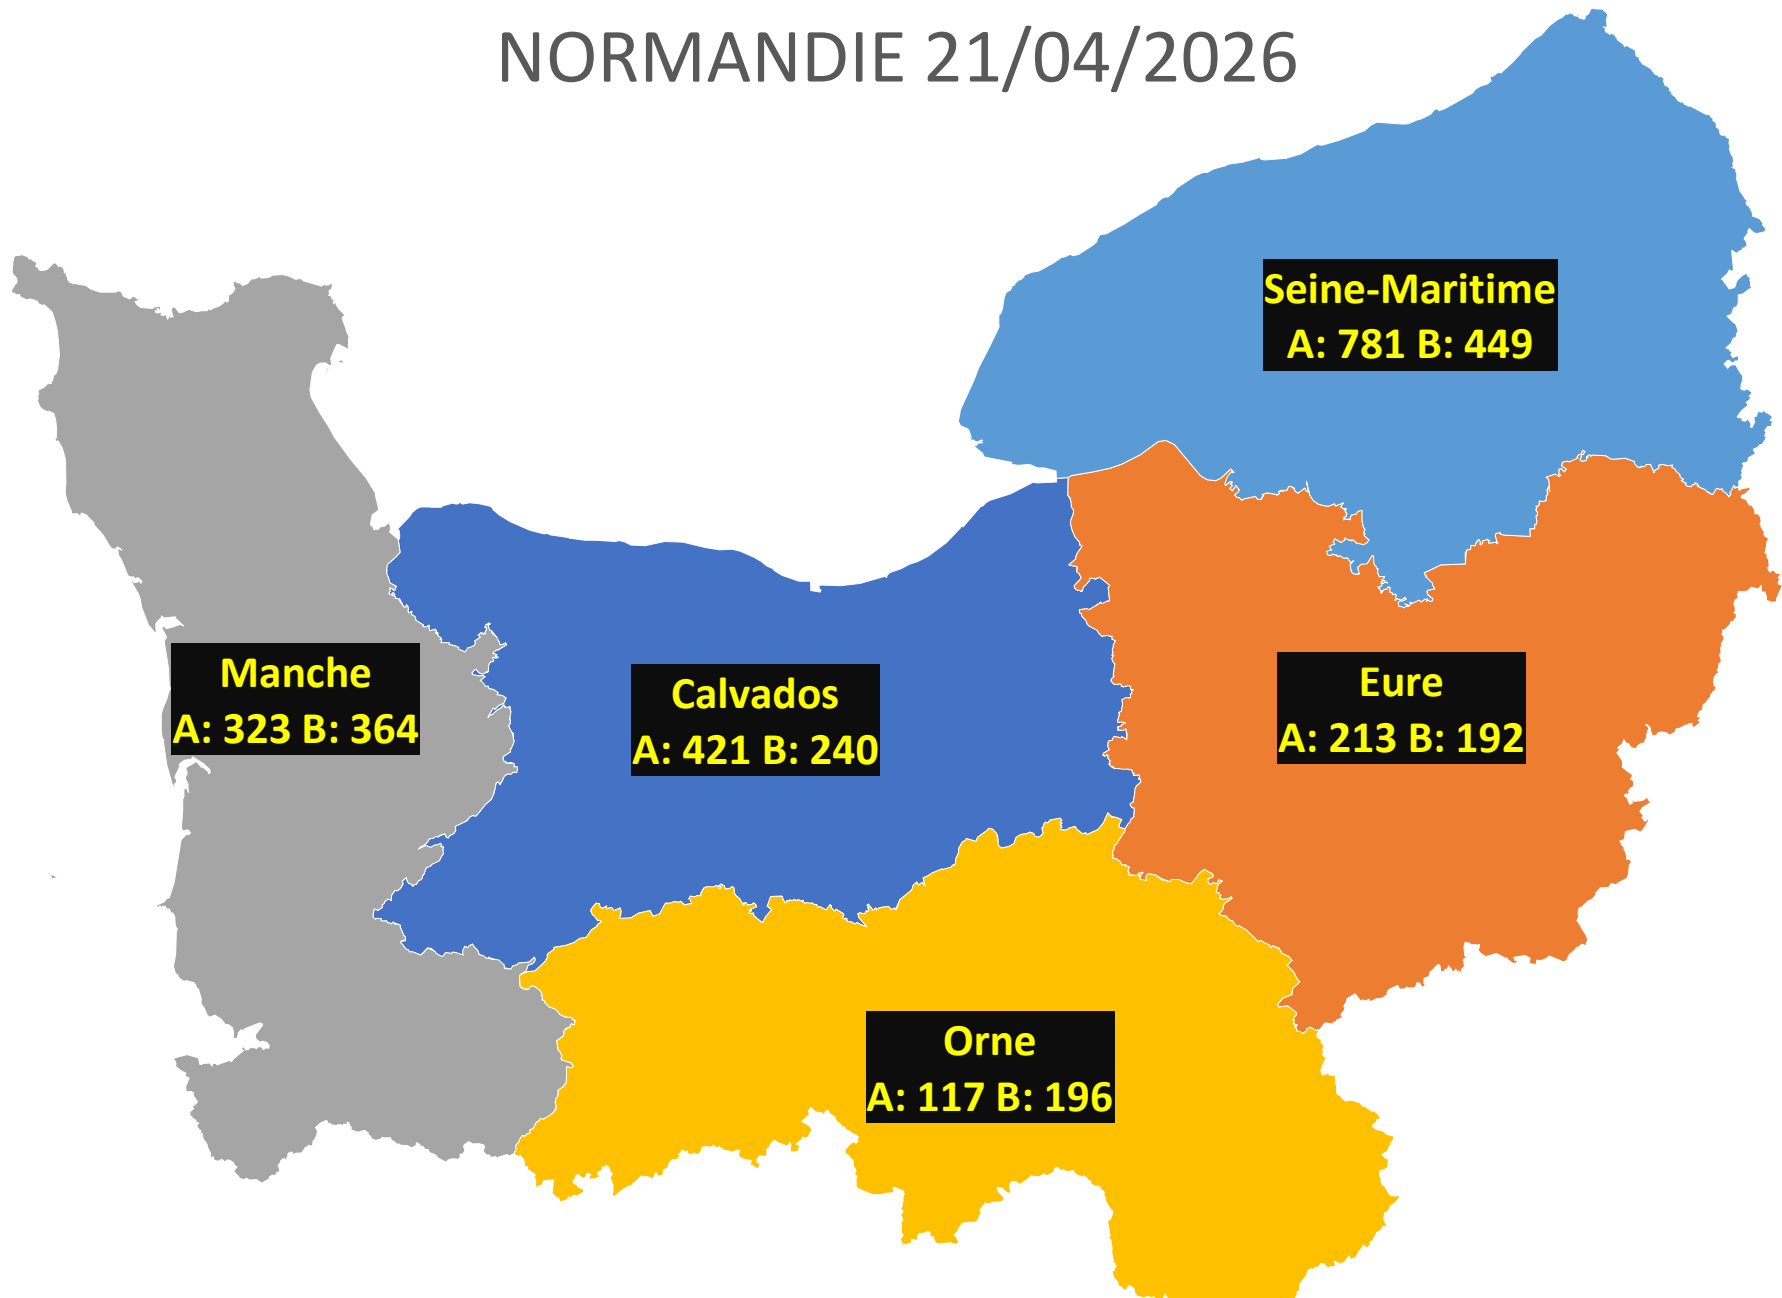 NORMANDIE 21/04/2026
Seine-Maritime
A: 781 B: 449
Manche
A: 323 B: 364
Calvados
A: 421 B: 240
Eure
A: 213 B: 192
Orne
A: 117 B: 196